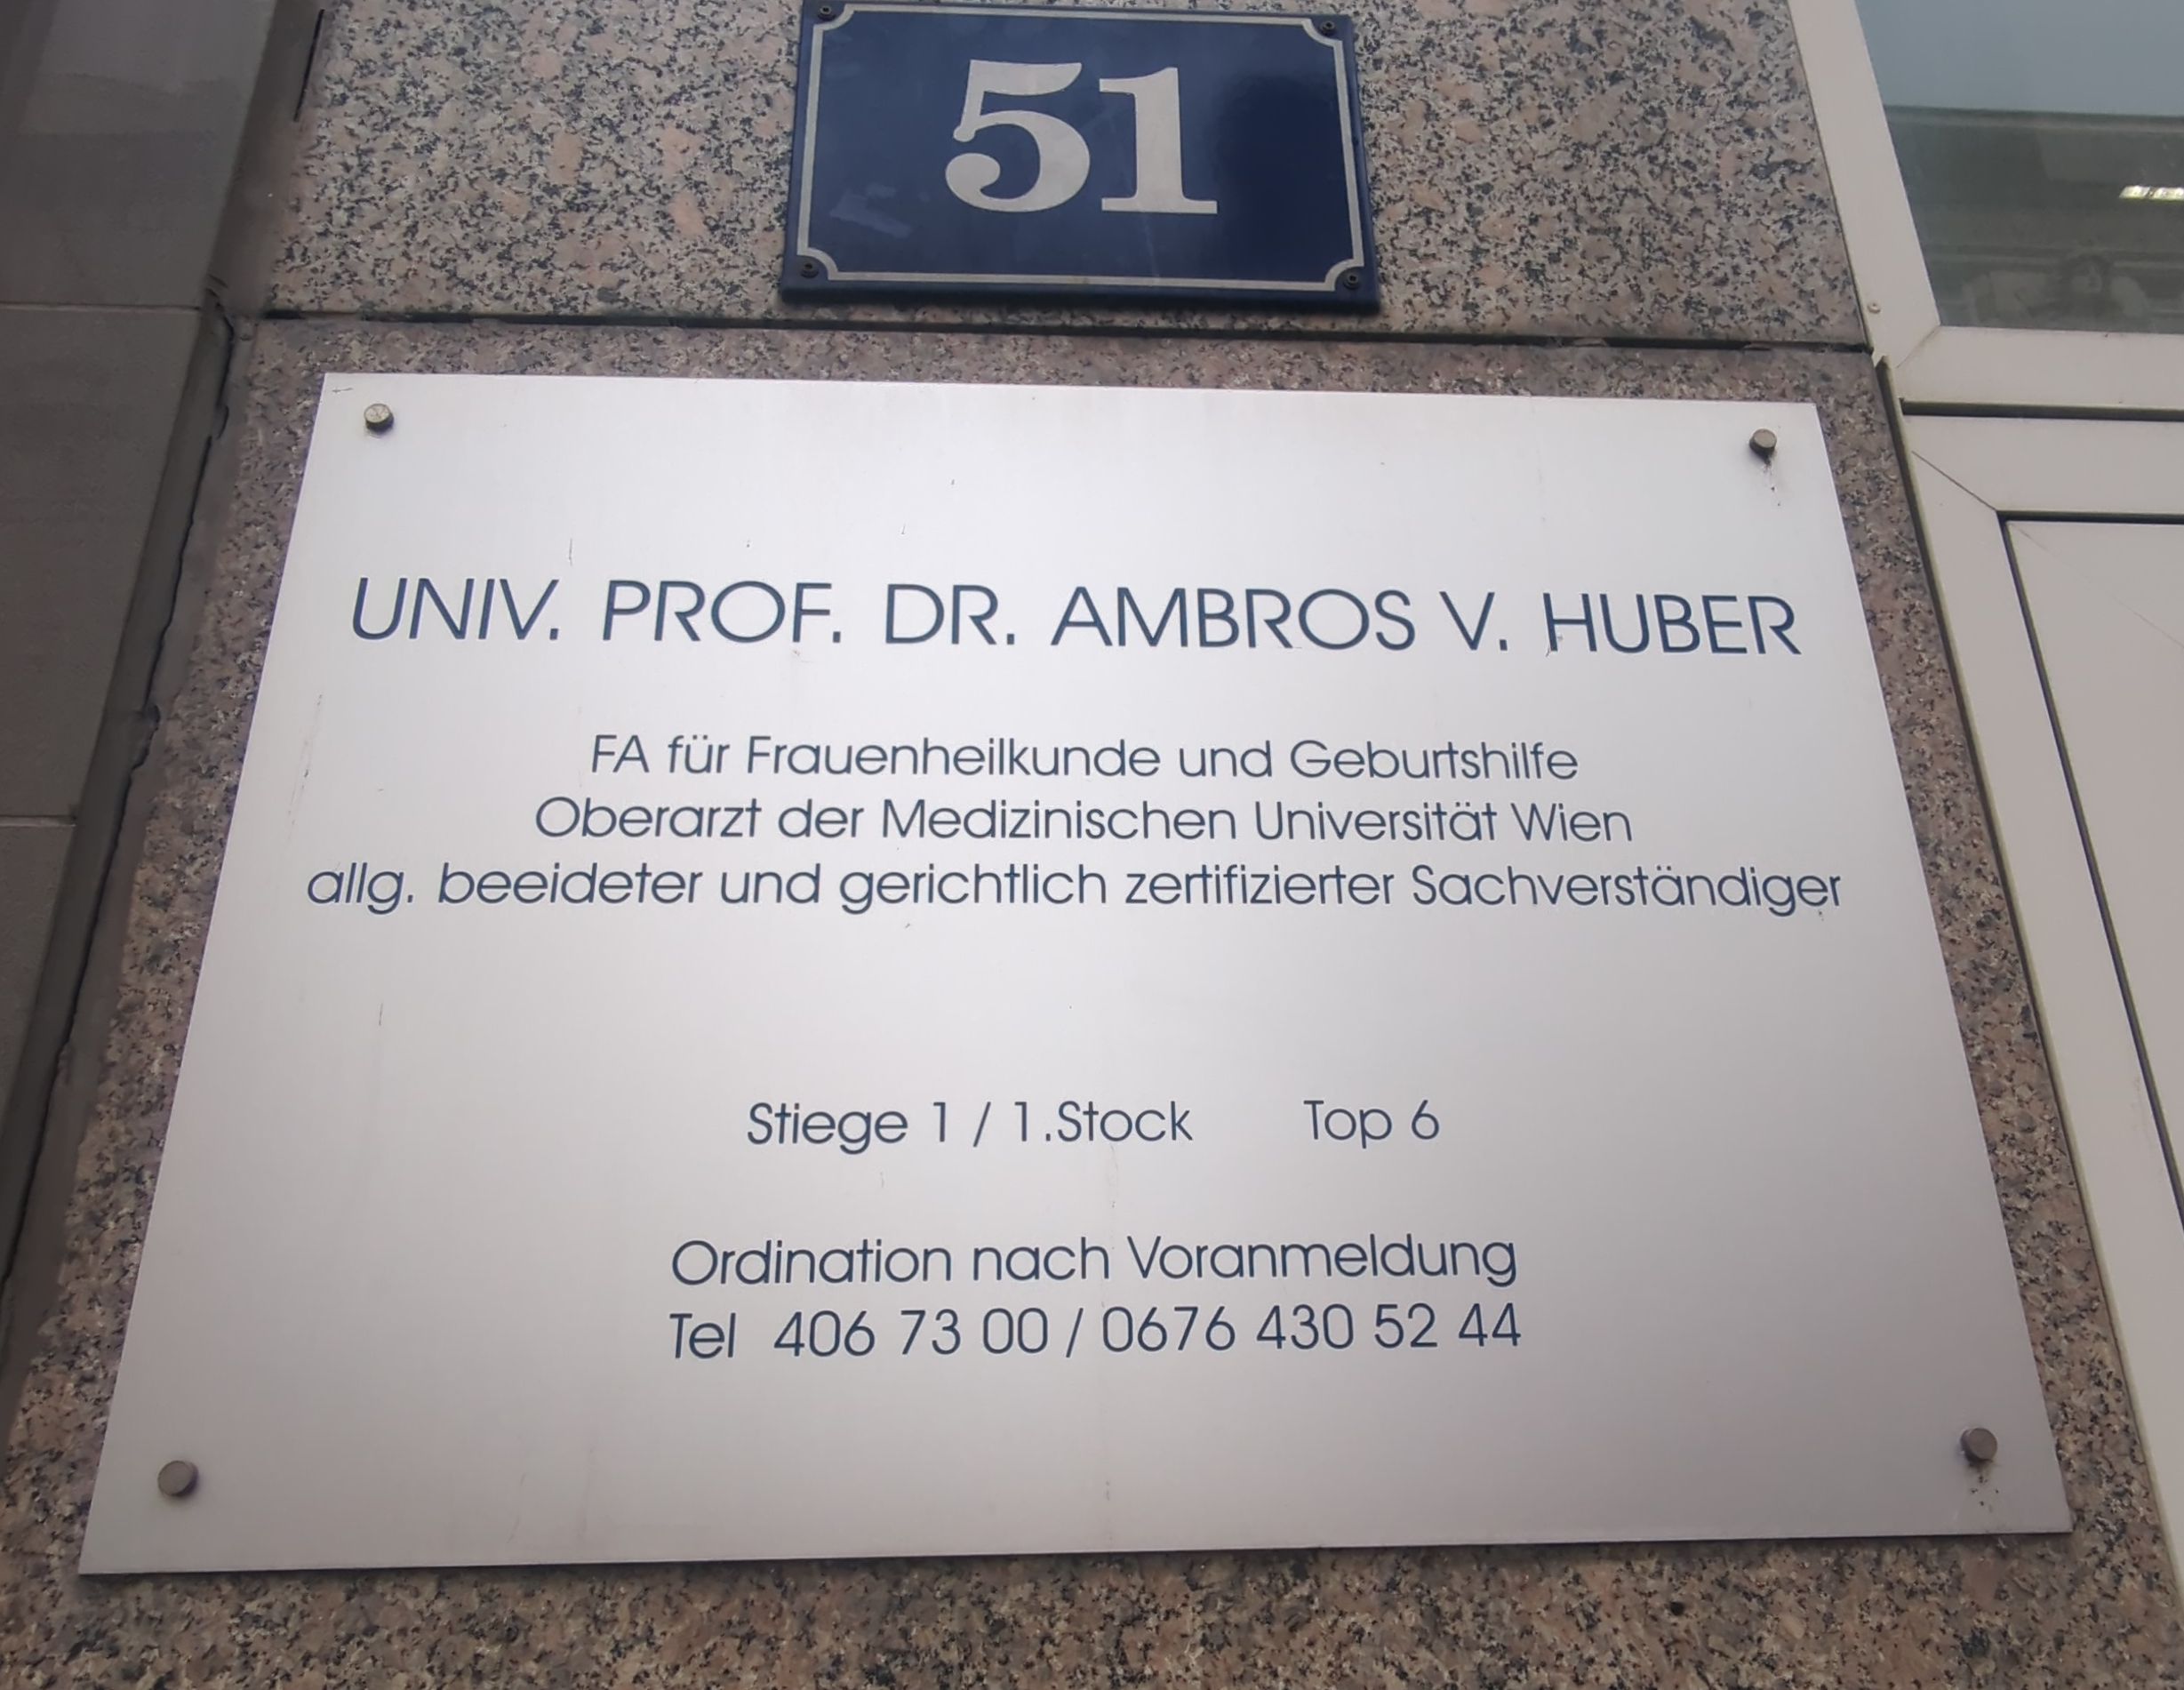 51
UNIV. PROF. DR. AMBROS V. HUBER
FA für Frauenheilkunde und Geburtshilfe
Oberarzt der Medizinischen Universität Wien
allg. beeideter und gerichtlich zertifizierter Sachverständiger
Stiege 1 / 1.Stock Top 6
Ordination nach Voranmeldung
Tel 406 73 00 / 0676 430 52 44